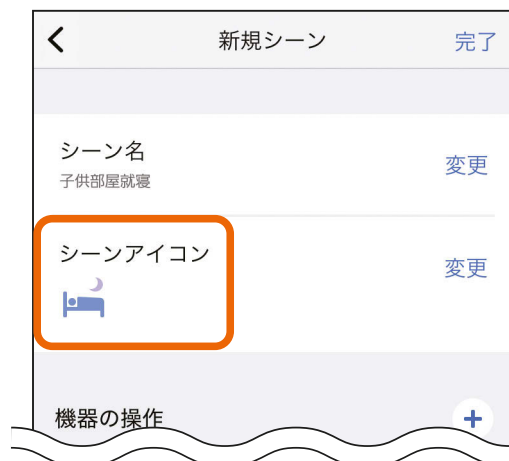 新規シーン
完了
シーン名
子供部屋就寝
変更
シーンアイコン
変更
機器の操作